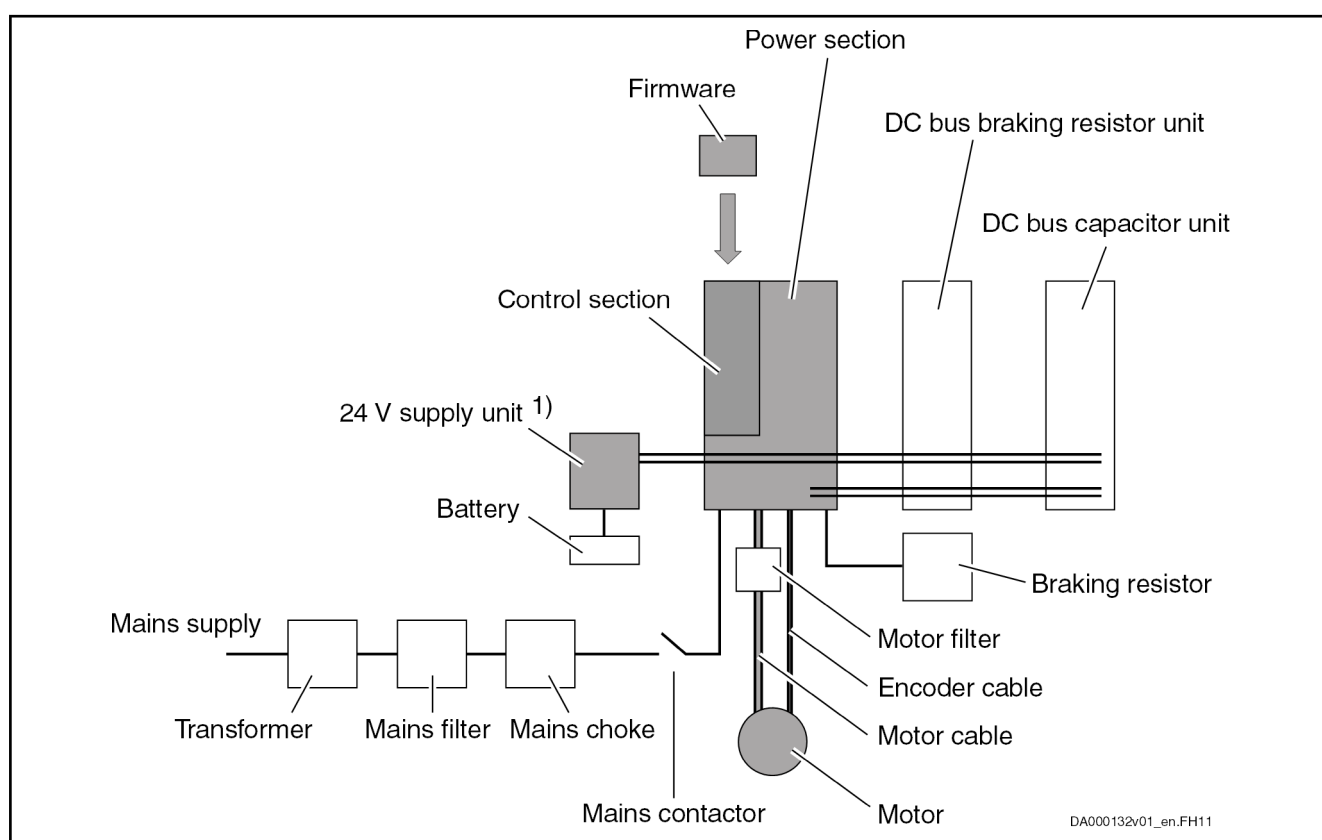 Power section
Firmware
DC bus braking resistor unit
DC bus capacitor unit
Control section
24 V supply unit 1)
Battery
Braking resistor
Mains supply
Motor filter
Encoder cable
Transformer
Mains filter
Mains choke
Motor cable
Mains contactor
Motor
DA000132v01_en.FH11